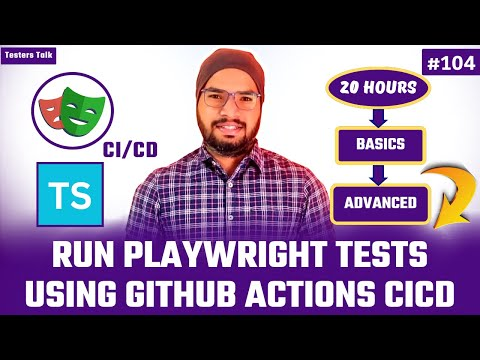 Testers Talk
#104
CI/CD
TS
20 HOURS
BASICS
ADVANCED
RUN PLAYWRIGHT TESTS
USING GITHUB ACTIONS CICD